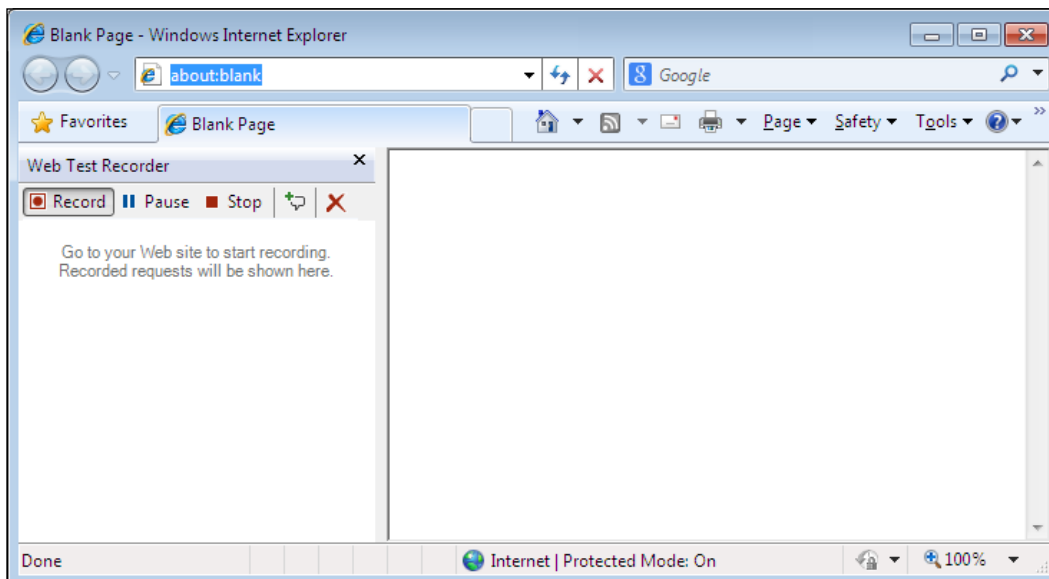 Blank Page - Windows Internet Explorer
about:blank
Google
Favorites
Blank Page
Page
Safety
Tools
Web Test Recorder
Record
Pause
Stop
Go to your Web site to start recording.
Recorded requests will be shown here.
Done
Internet | Protected Mode: On
100%